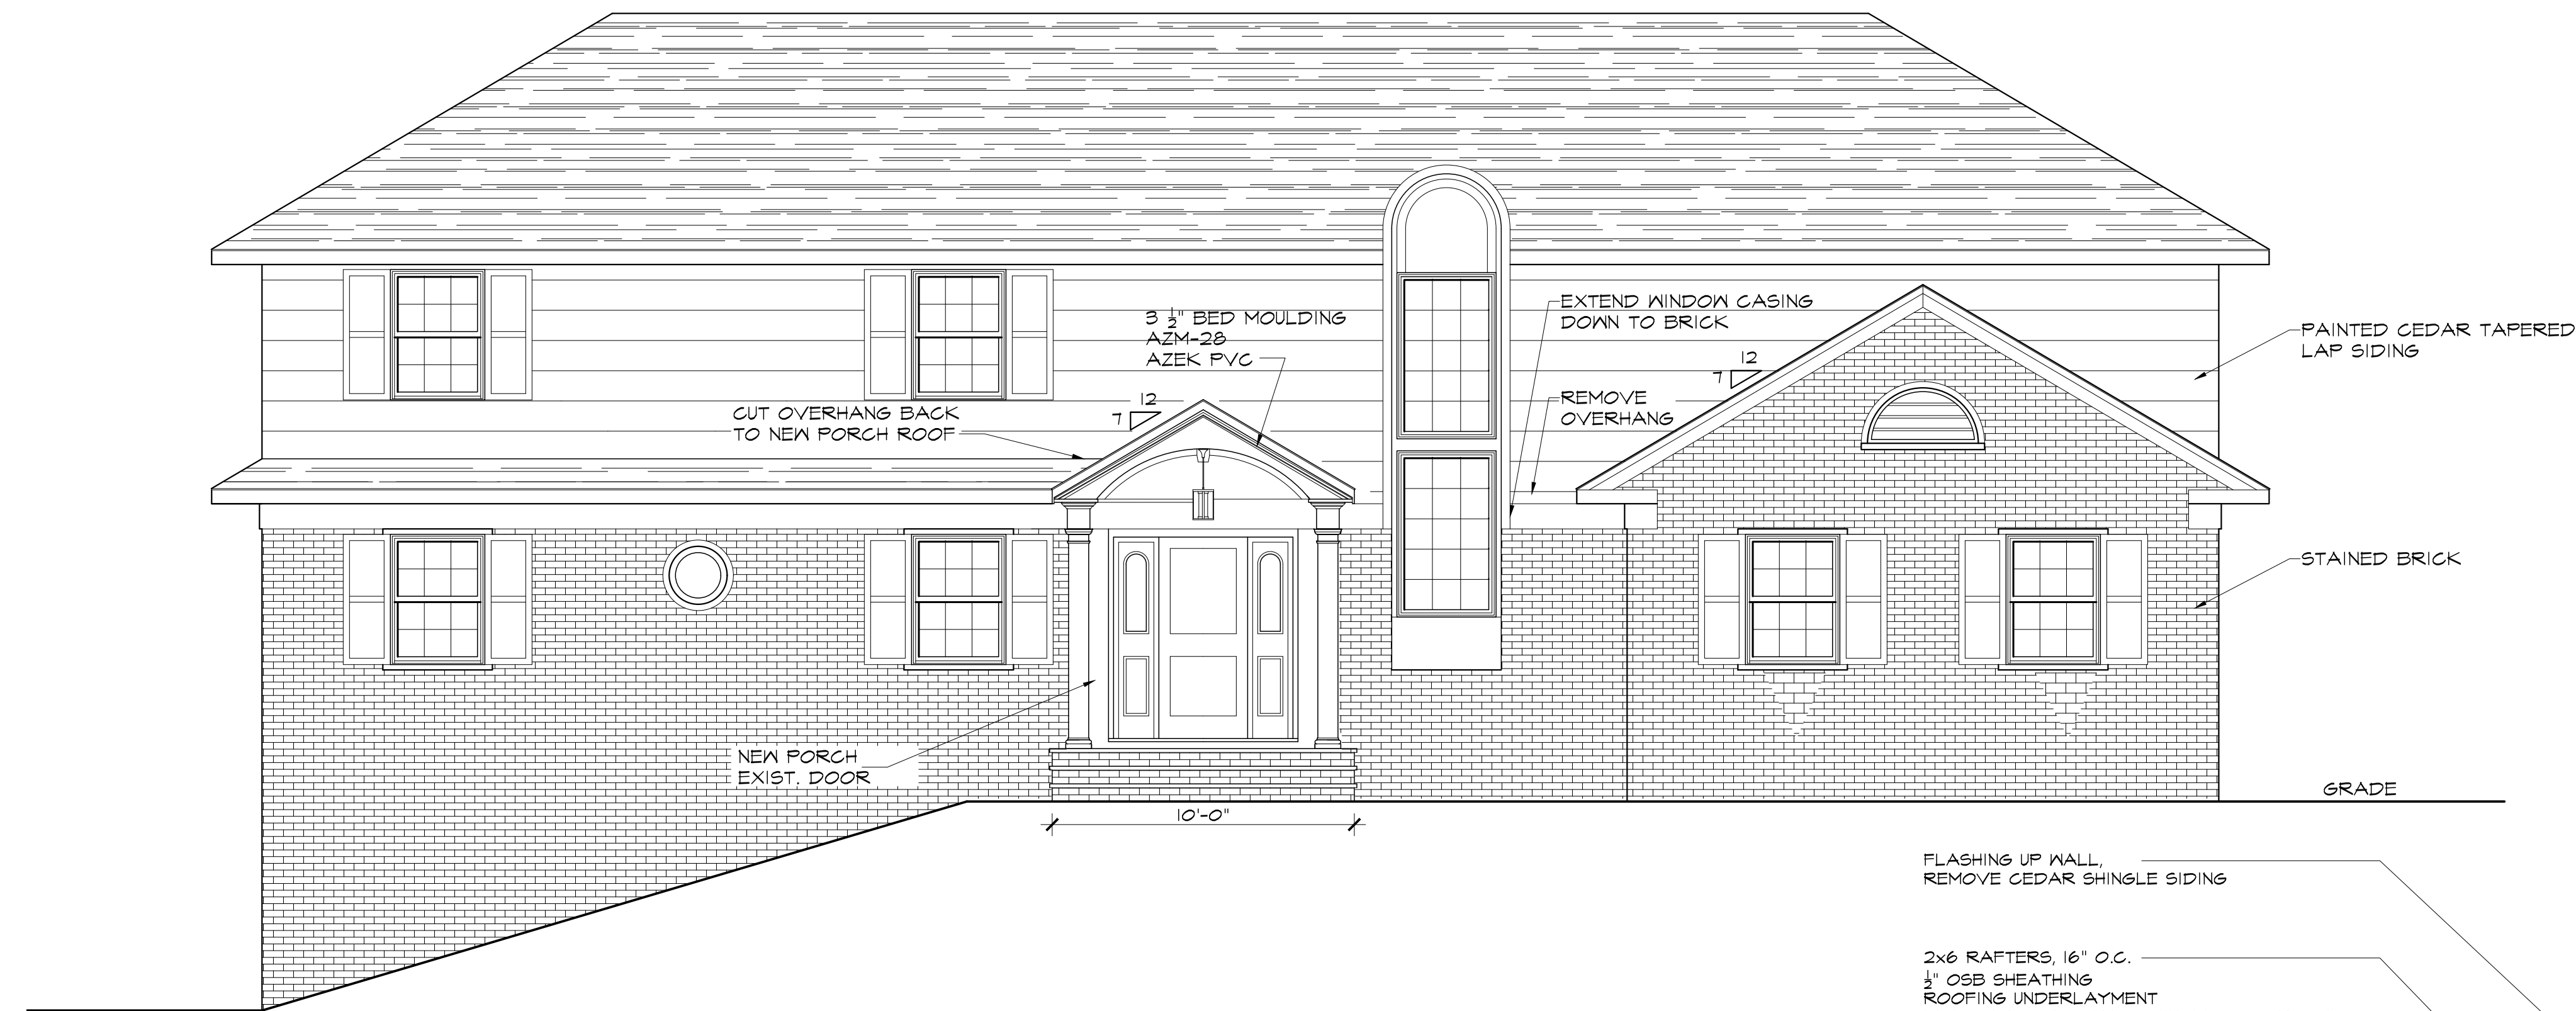 3 1/2" BED MOULDING
AZM-28
AZEK PVC
EXTEND WINDOW CASING
DOWN TO BRICK
PAINTED CEDAR TAPERED
LAP SIDING
12
7
12
7
REMOVE
OVERHANG
CUT OVERHANG BACK
TO NEW PORCH ROOF
STAINED BRICK
NEW PORCH
EXIST. DOOR
GRADE
10'-0"
FLASHING UP WALL,
REMOVE CEDAR SHINGLE SIDING
2x6 RAFTERS, 16" O.C.
1/2" OSB SHEATHING
ROOFING UNDERLAYMENT